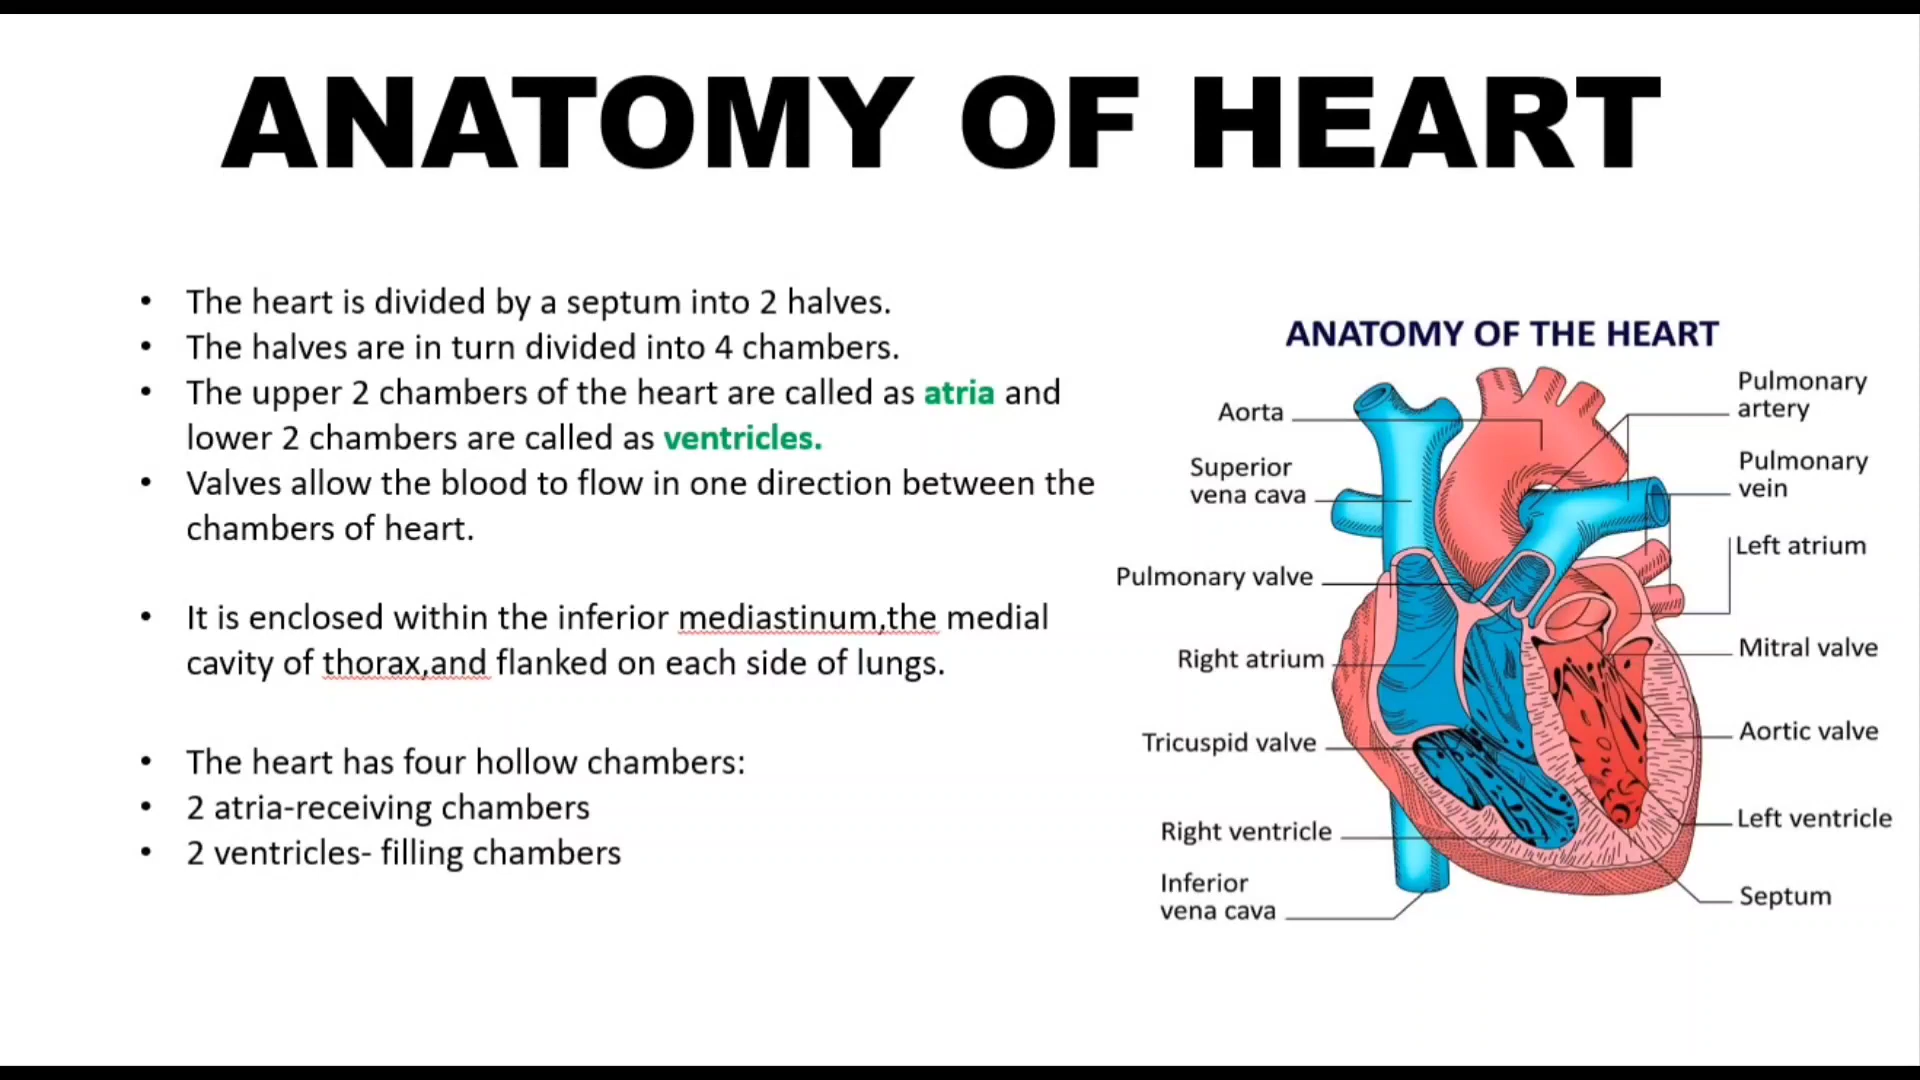 ANATOMY OF HEART
• The heart is divided by a septum into 2 halves.
• The halves are in turn divided into 4 chambers.
• The upper 2 chambers of the heart are called as atria and
lower 2 chambers are called as ventricles.
• Valves allow the blood to flow in one direction between the
chambers of heart.
• It is enclosed within the inferior mediastinum,the medial
cavity of thorax,and flanked on each side of lungs.
• The heart has four hollow chambers:
• 2 atria-receiving chambers
• 2 ventricles- filling chambers
ANATOMY OF THE HEART
Aorta
Superior
vena cava
Pulmonary valve
Right atrium
Tricuspid valve
Right ventricle
Inferior
vena cava
Pulmonary
artery
Pulmonary
vein
Left atrium
Mitral valve
Aortic valve
Left ventricle
Septum